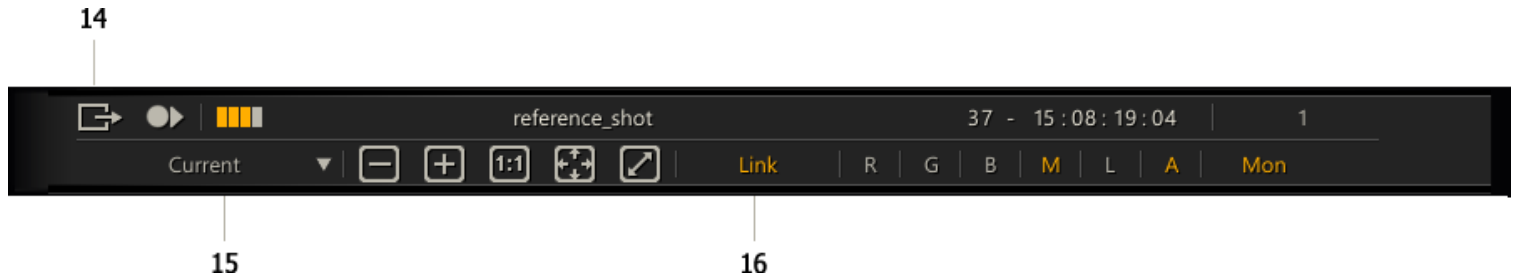 14
reference_shot 37 - 15:08:19:04 1
Current 1:1 Link R G B M L A Mon
15 16